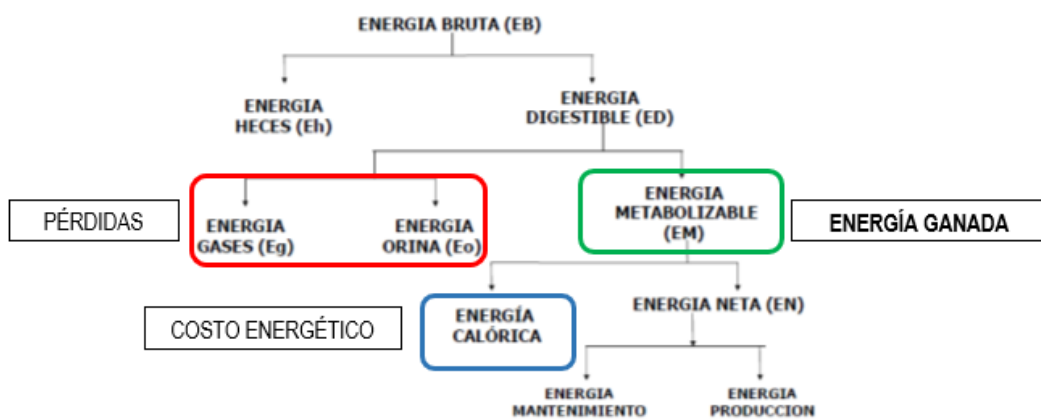 ENERGIA BRUTA (EB)
ENERGIA
HECES (Eh)
ENERGIA
DIGESTIBLE (ED)
PÉRDIDAS
ENERGIA
GASES (Eg)
ENERGIA
ORINA (Eo)
ENERGIA
METABOLIZABLE
(EM)
ENERGÍA GANADA
COSTO ENERGÉTICO
ENERGÍA
CALÓRICA
ENERGIA NETA (EN)
ENERGIA
MANTENIMIENTO
ENERGIA
PRODUCCION